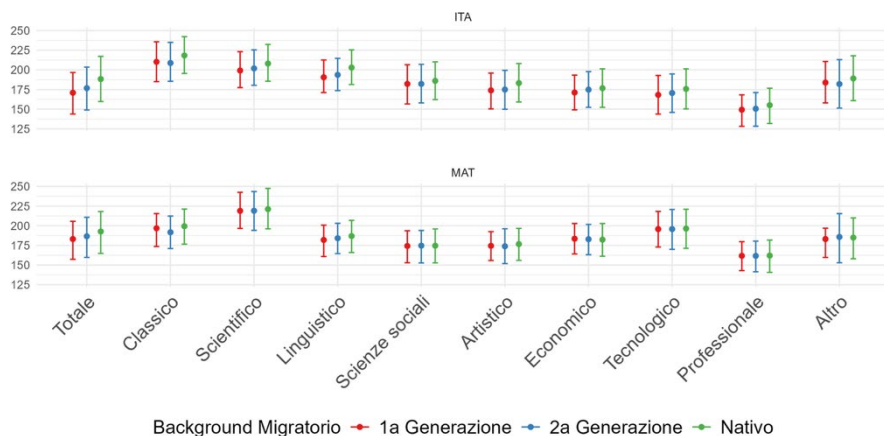 ITA
250
225
200
175
150
125
MAT
250
225
200
175
150
125
Totale
Classico
Scientifico
Linguistico
Scienze sociali
Artistico
Economico
Tecnologico
Professionale
Altro
Background Migratorio 1a Generazione 2a Generazione Nativo